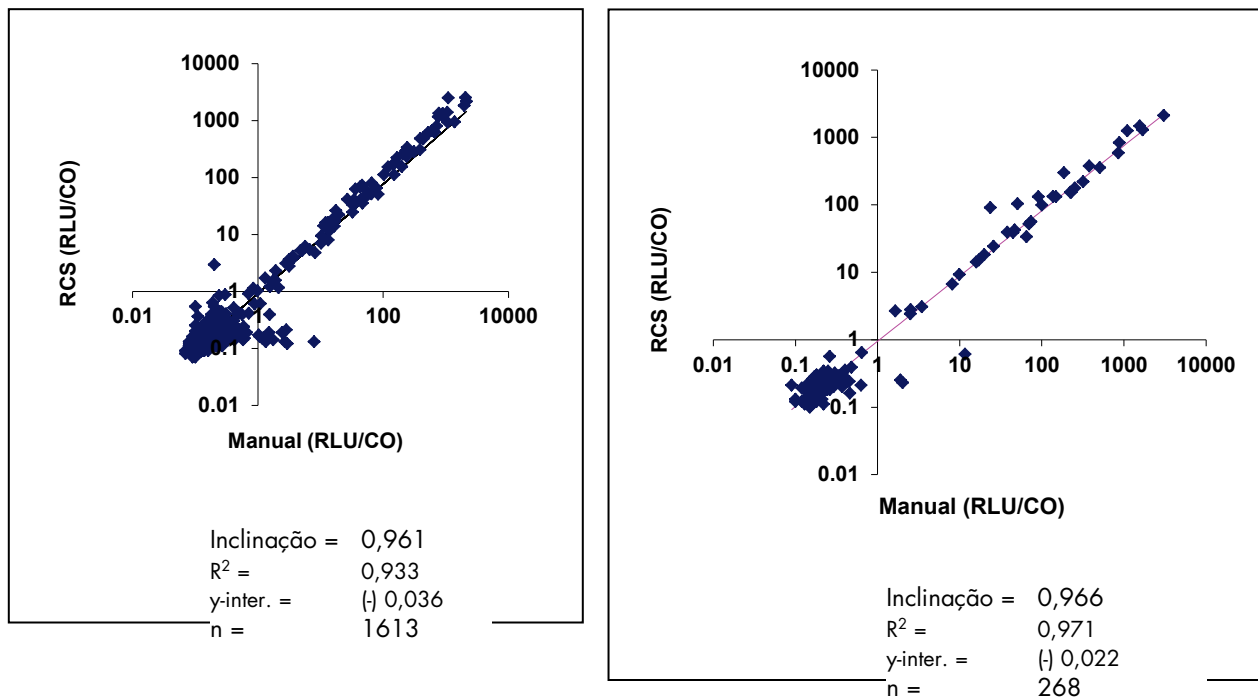 10000
1000
100
10
1
0.1
0.01
0.01 1 100 10000
RCS (RLU/CO)
Manual (RLU/CO)
Inclinação = 0,961
R² = 0,933
y-inter. = (-) 0,036
n = 1613
10000
1000
100
10
1
0.1
0.01
0.01 0.1 1 10 100 1000 10000
RCS (RLU/CO)
Manual (RLU/CO)
Inclinação = 0,966
R² = 0,971
y-inter. = (-) 0,022
n = 268